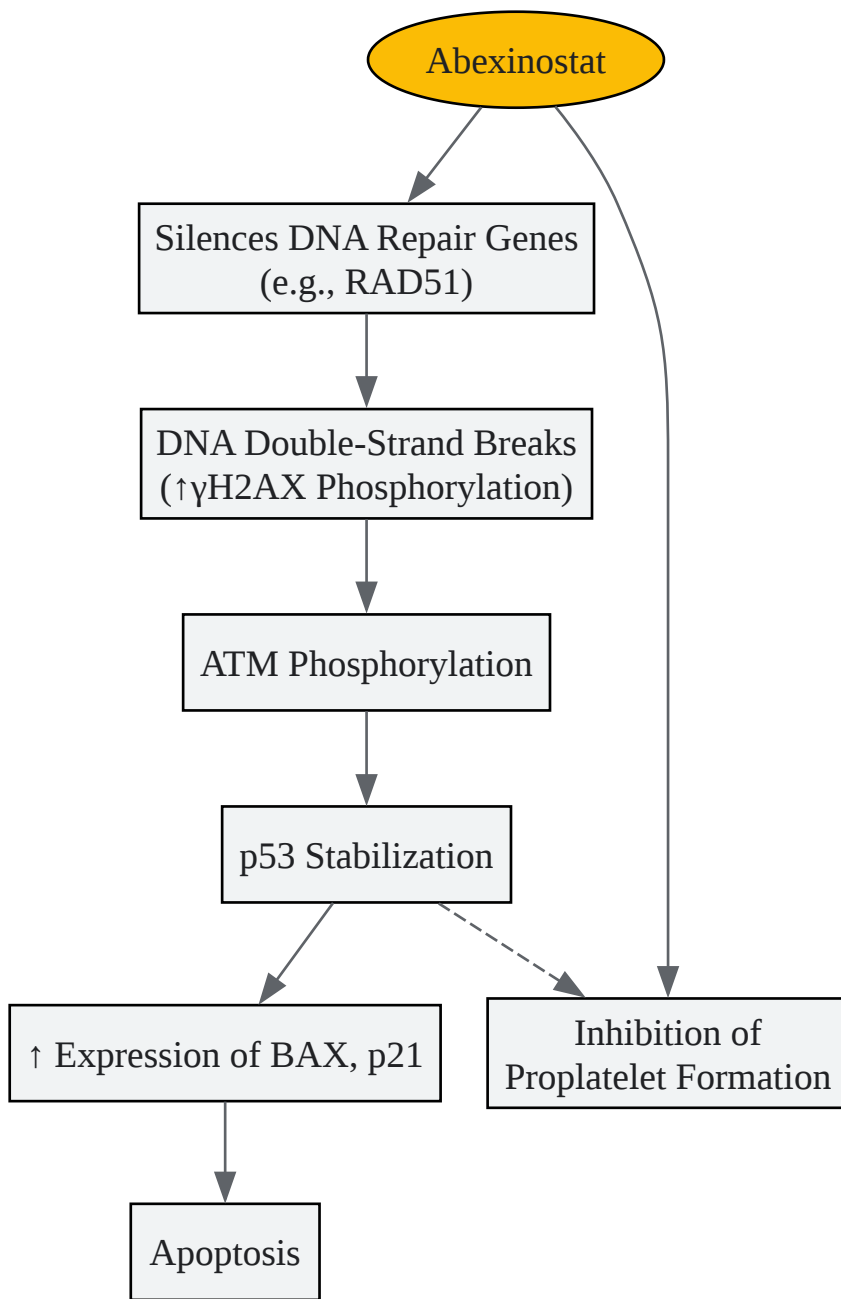 Abexinostat
Silences DNA Repair Genes
(e.g., RAD51)
DNA Double-Strand Breaks
(↑γH2AX Phosphorylation)
ATM Phosphorylation
p53 Stabilization
↑ Expression of BAX, p21
Inhibition of
Proplatelet Formation
Apoptosis